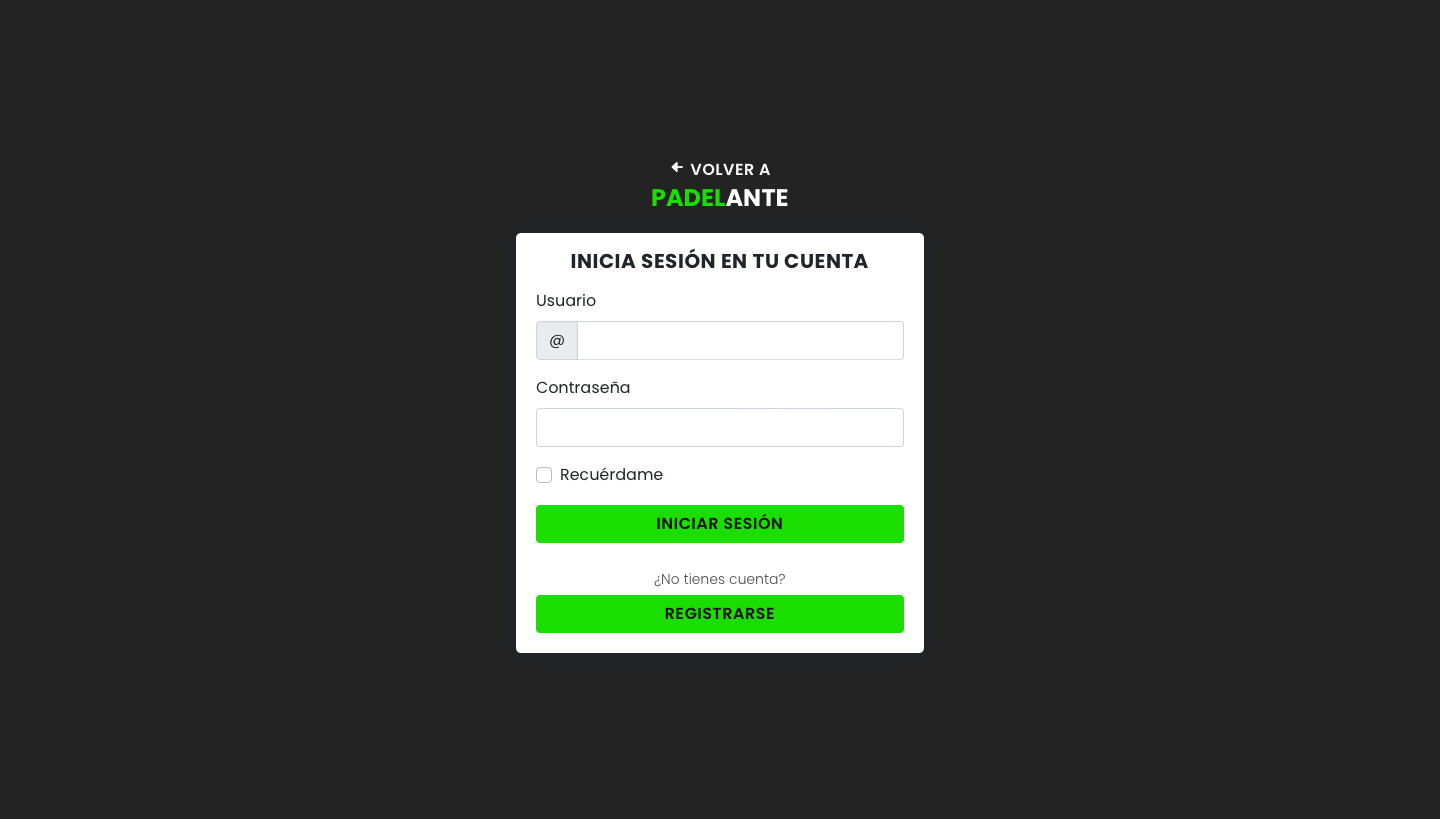 VOLVER A
PADELANTE
INICIA SESIÓN EN TU CUENTA
Usuario
@
Contraseña
Recuérdame
INICIAR SESIÓN
¿No tienes cuenta?
REGISTRARSE